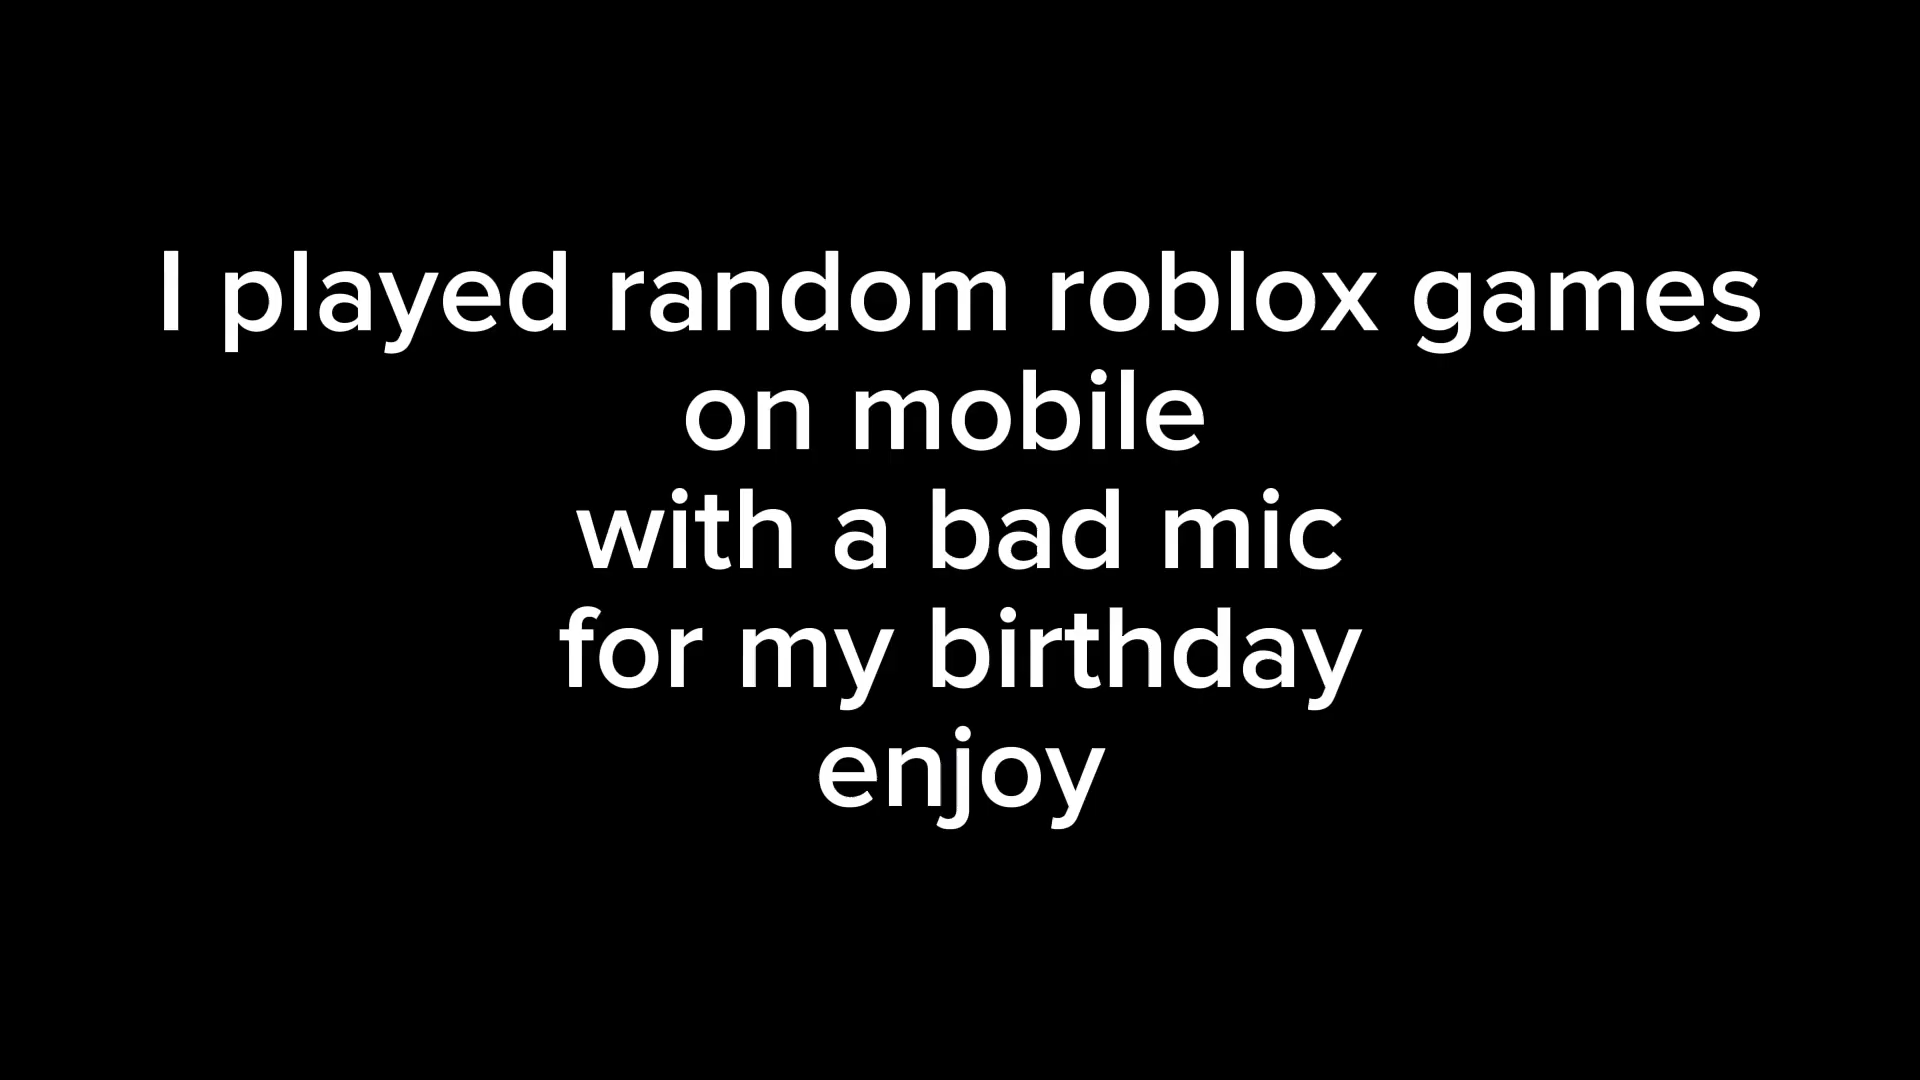 I played random roblox games
on mobile
with a bad mic
for my birthday
enjoy